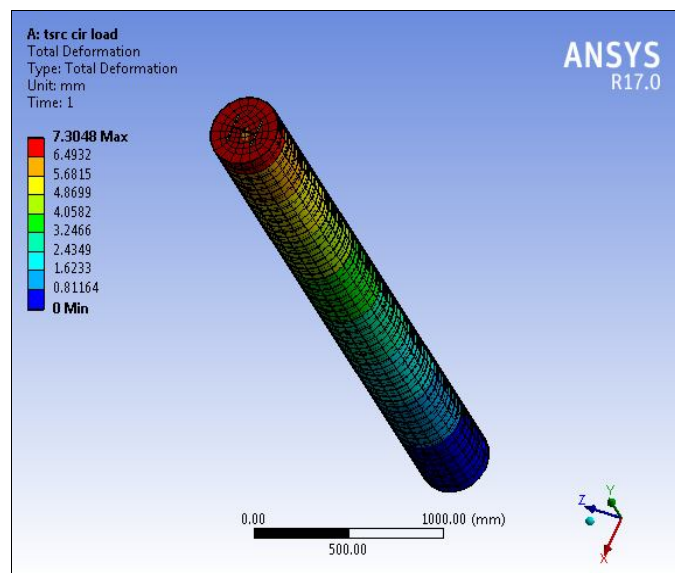 A: tsrc cir load
Total Deformation
Type: Total Deformation
Unit: mm
Time: 1
ANSYS
R17.0
7.3048 Max
6.4932
5.6815
4.8699
4.0582
3.2466
2.4349
1.6233
0.81164
0 Min
0.00
1000.00 (mm)
500.00
Z
Y
X